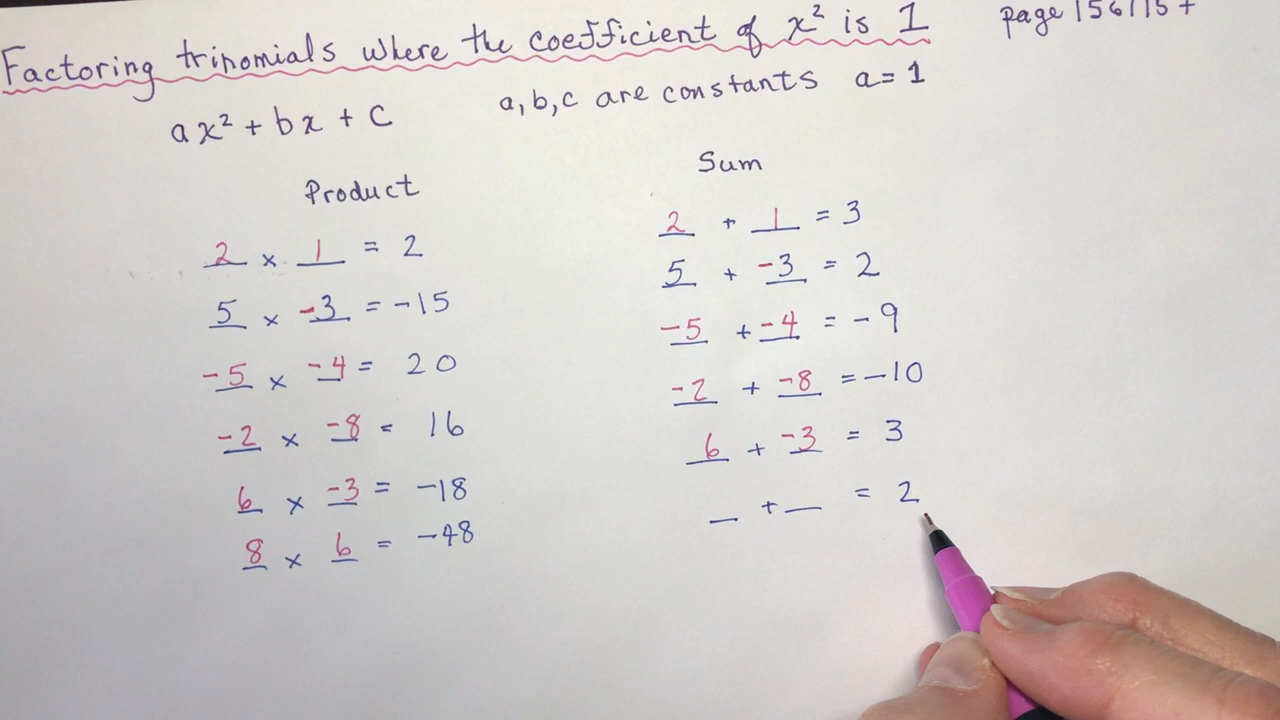 Factoring trinomials where the coefficient of x² is 1
ax² + bx + c
a, b, c are constants a = 1
Product
2 × 1 = 2
5 × -3 = -15
-5 × -4 = 20
-2 × -8 = 16
6 × -3 = -18
8 × 6 = -48
Sum
2 + 1 = 3
5 + -3 = 2
-5 + -4 = -9
-2 + -8 = -10
6 + -3 = 3
_ + _ = 2
page